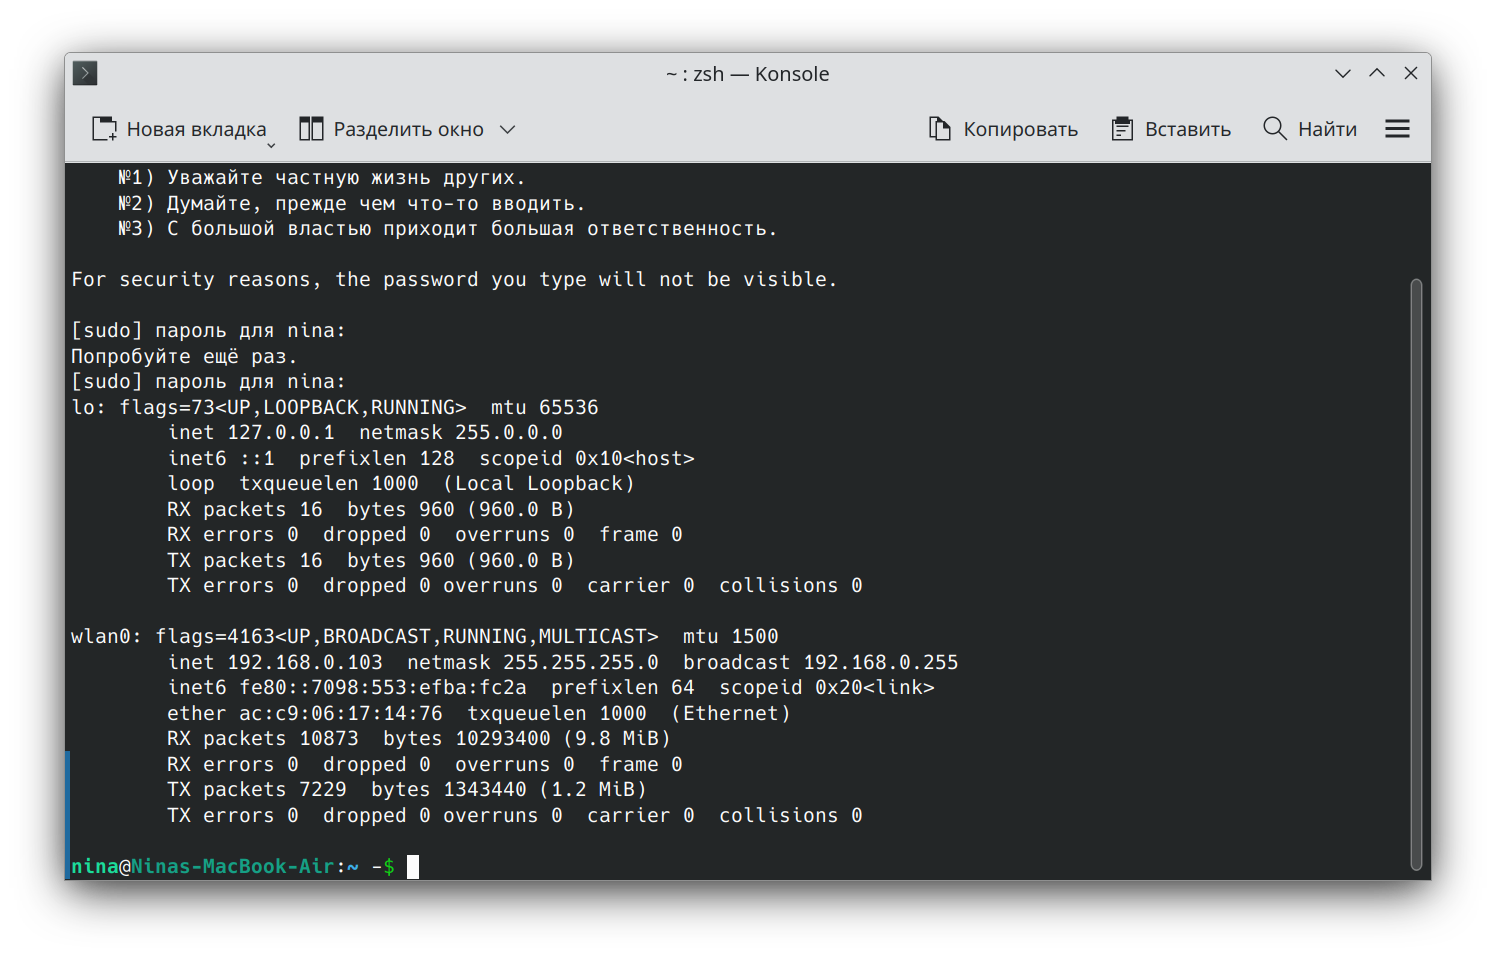 ~ : zsh — Konsole
Новая вкладка Разделить окно Копировать Вставить Найти
№1) Уважайте частную жизнь других.
№2) Думайте, прежде чем что-то вводить.
№3) С большой властью приходит большая ответственность.
For security reasons, the password you type will not be visible.
[sudo] пароль для nina:
Попробуйте ещё раз.
[sudo] пароль для nina:
lo: flags=73<UP,LOOPBACK,RUNNING>  mtu 65536
inet 127.0.0.1  netmask 255.0.0.0
inet6 ::1  prefixlen 128  scopeid 0x10<host>
loop  txqueuelen 1000  (Local Loopback)
RX packets 16  bytes 960 (960.0 B)
RX errors 0  dropped 0  overruns 0  frame 0
TX packets 16  bytes 960 (960.0 B)
TX errors 0  dropped 0 overruns 0  carrier 0  collisions 0
wlan0: flags=4163<UP,BROADCAST,RUNNING,MULTICAST>  mtu 1500
inet 192.168.0.103  netmask 255.255.255.0  broadcast 192.168.0.255
inet6 fe80::7098:553:efba:fc2a  prefixlen 64  scopeid 0x20<link>
ether ac:c9:06:17:14:76  txqueuelen 1000  (Ethernet)
RX packets 10873  bytes 10293400 (9.8 MiB)
RX errors 0  dropped 0  overruns 0  frame 0
TX packets 7229  bytes 1343440 (1.2 MiB)
TX errors 0  dropped 0 overruns 0  carrier 0  collisions 0
nina@Ninas-MacBook-Air:~ -$